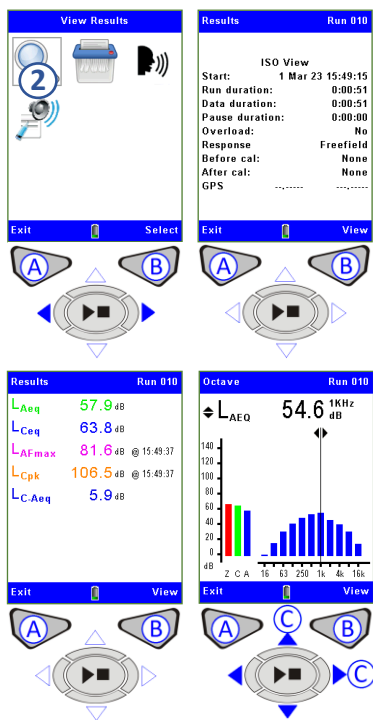 View Results
2
Exit Select
A B
Results Run 010
ISO View
Start: 1 Mar 23 15:49:15
Run duration: 0:00:51
Data duration: 0:00:51
Pause duration: 0:00:00
Overload: No
Response Freefield
Before cal: None
After cal: None
GPS --,----- ---,----
Exit View
A B
Results Run 010
LAeq 57.9 dB
LCeq 63.8 dB
LAFmax 81.6 dB @ 15:49:37
LCpk 106.5 dB @ 15:49:37
LC-Aeq 5.9 dB
Exit View
A B
Octave Run 010
LAEQ 54.6 1KHz dB
140
120
100
80
60
40
20
0
dB
Z C A 16 63 250 1k 4k 16k
Exit View
A C B
C